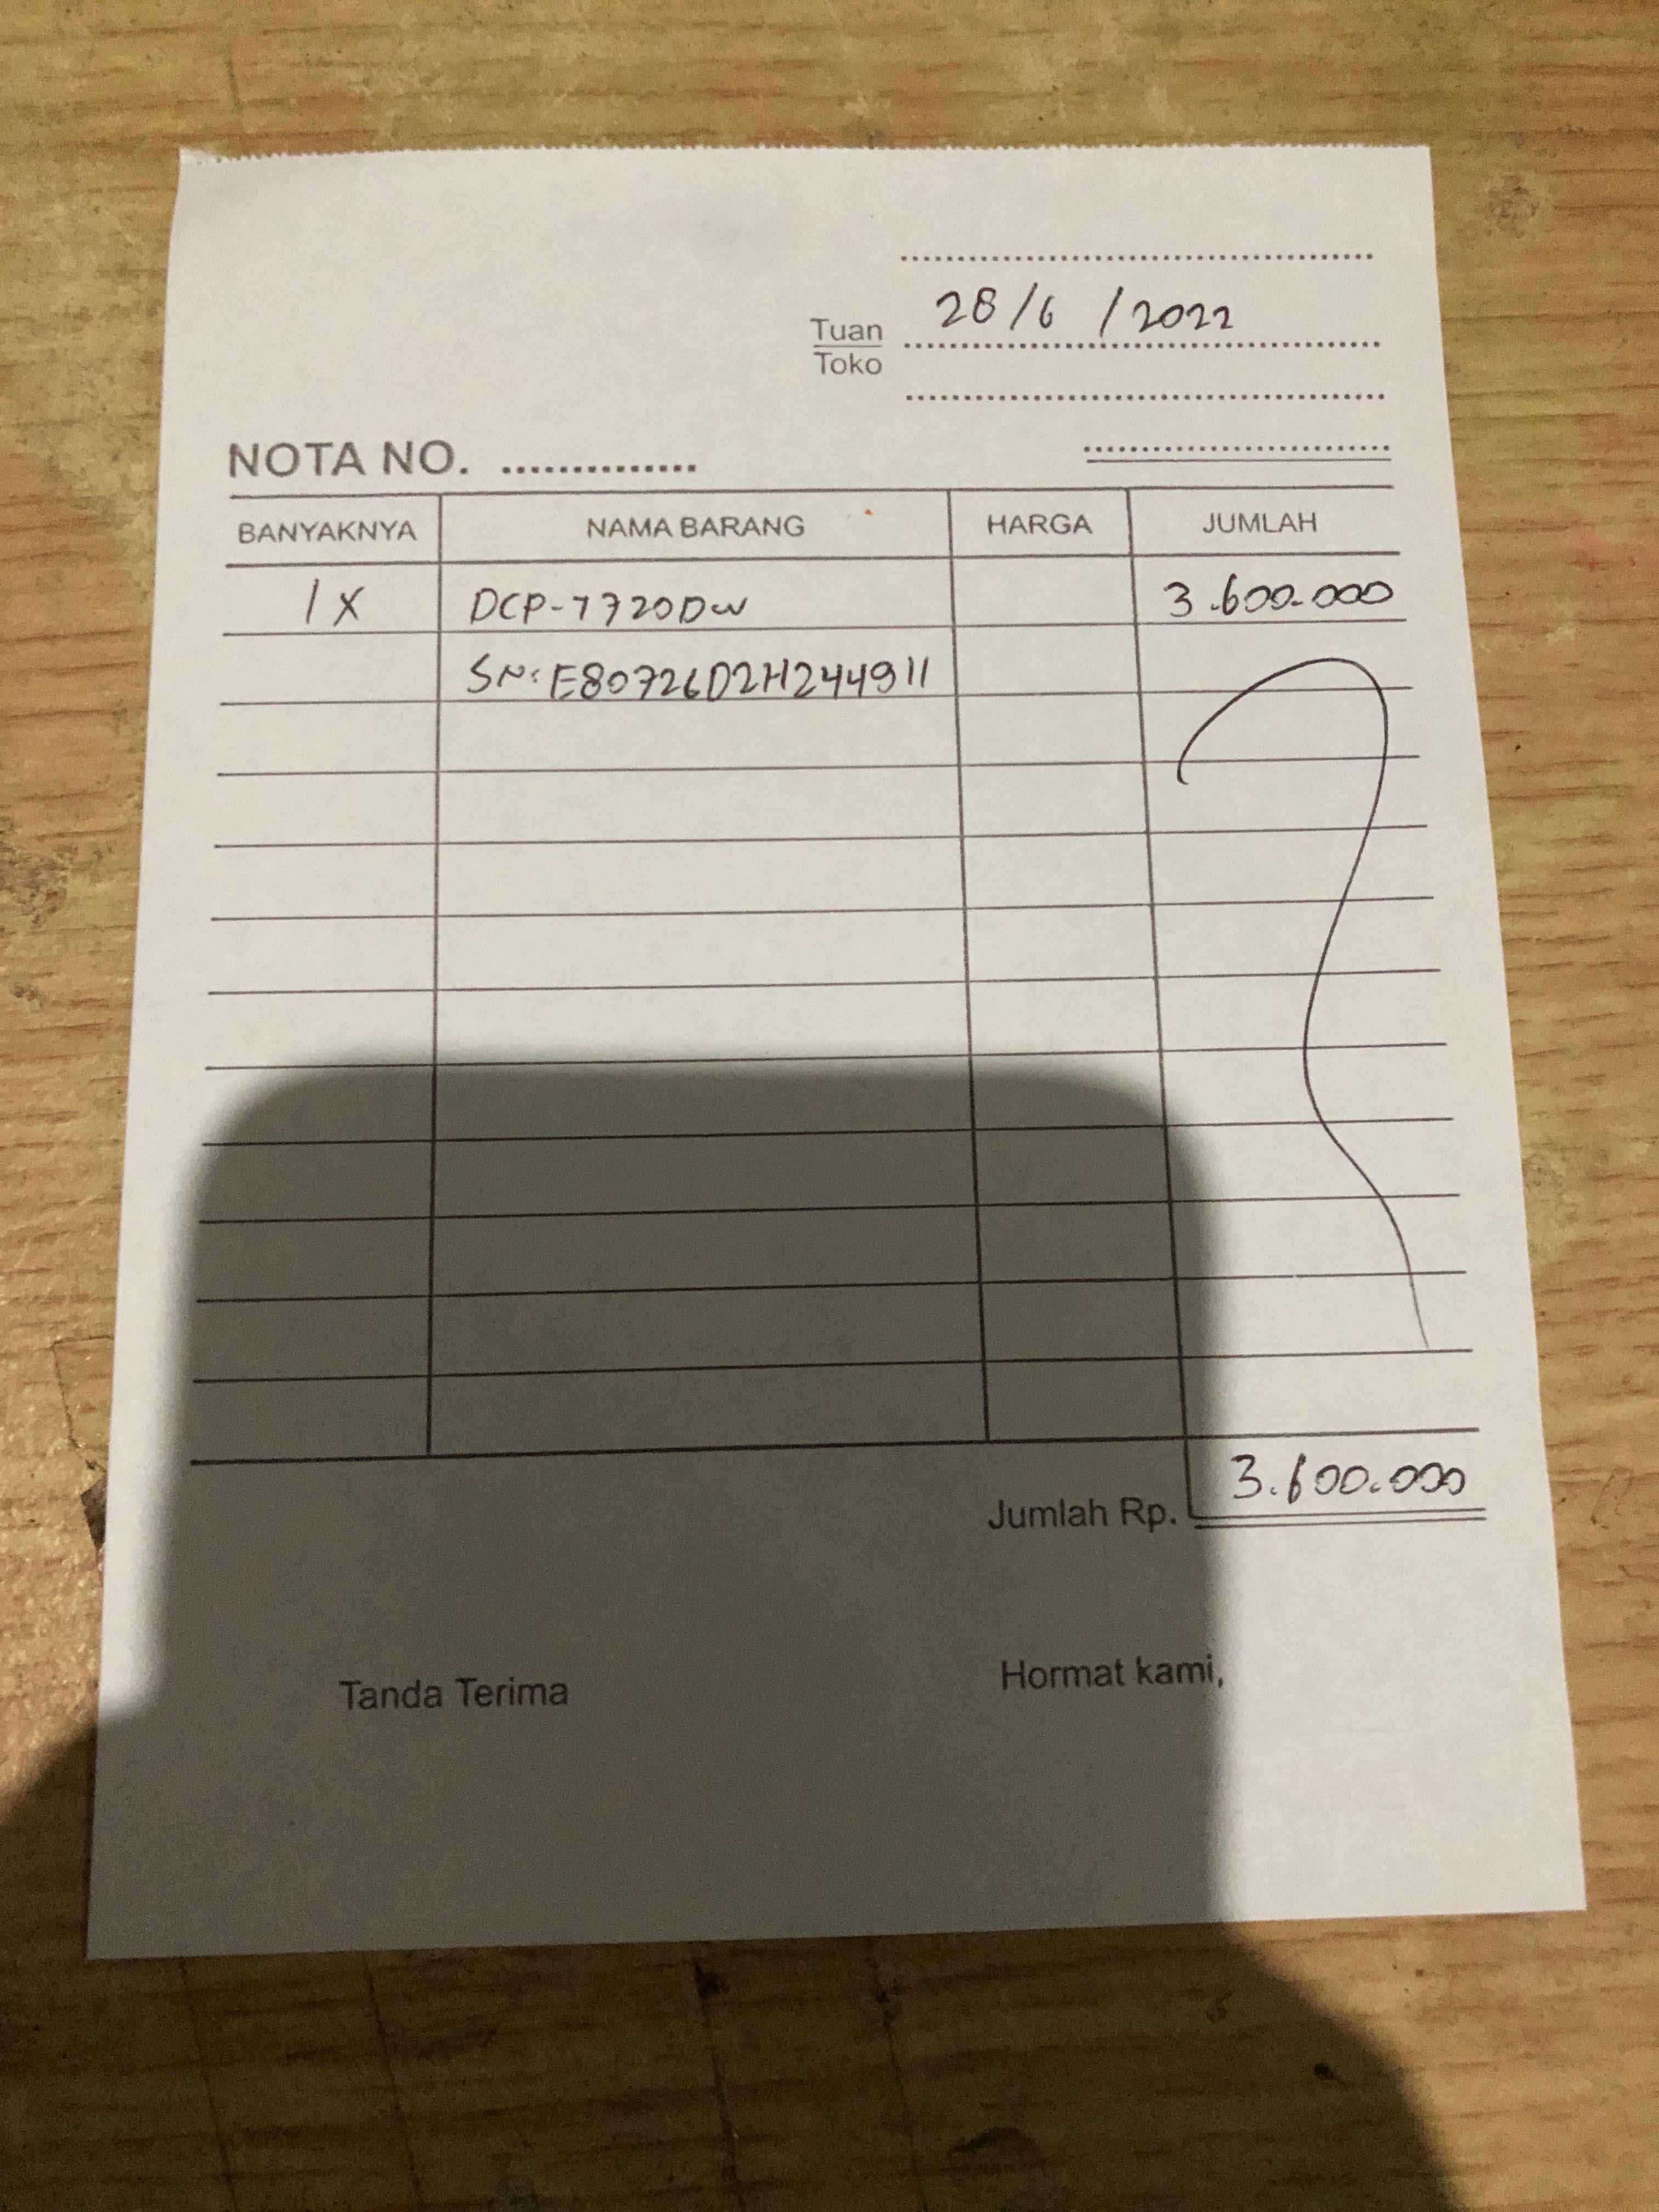 28/6/2022
Tuan
Toko
NOTA NO. ..............
BANYAKNYA NAMA BARANG HARGA JUMLAH
1 X DCP-T720DW 3.600.000
SN: E80726D2H244911
Jumlah Rp. 3.600.000
Tanda Terima Hormat kami,